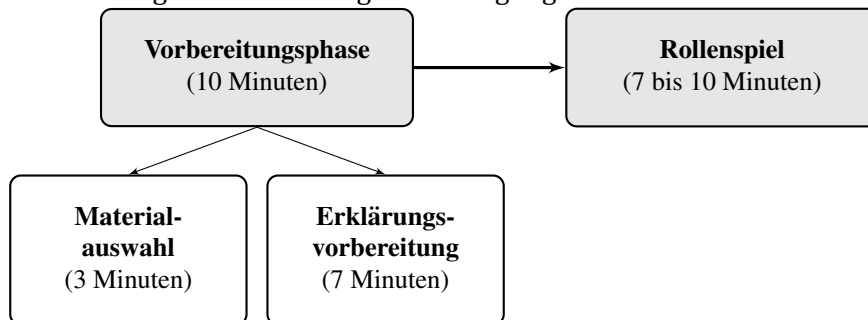 Vorbereitungsphase
(10 Minuten)
Rollenspiel
(7 bis 10 Minuten)
Material-
auswahl
(3 Minuten)
Erklärungs-
vorbereitung
(7 Minuten)